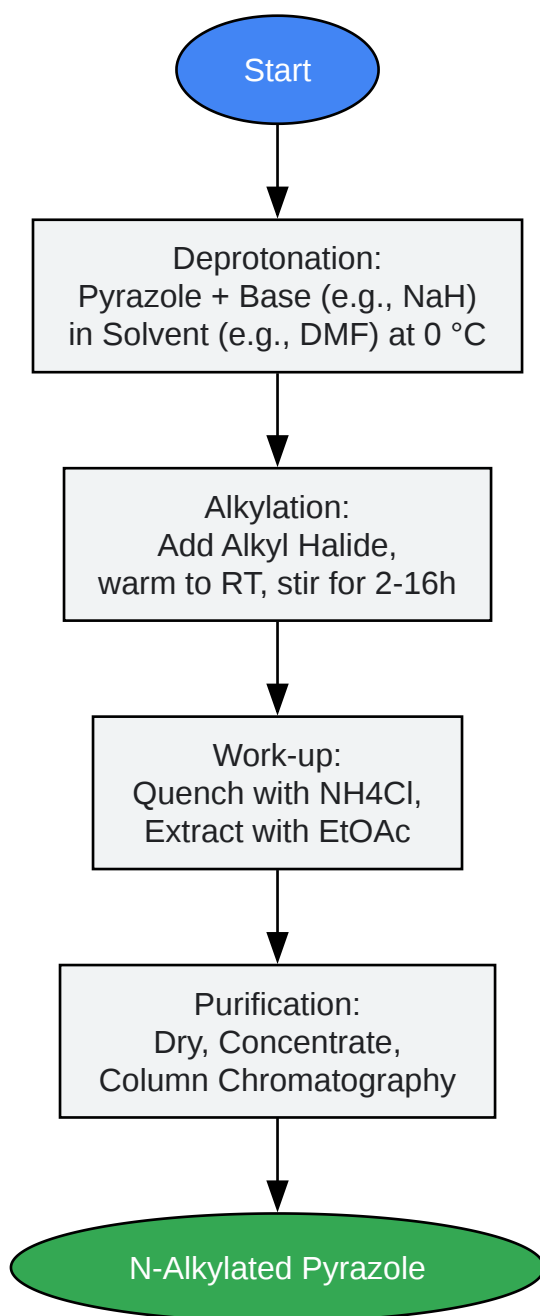 Start
Deprotonation:
Pyrazole + Base (e.g., NaH)
in Solvent (e.g., DMF) at 0 °C
Alkylation:
Add Alkyl Halide,
warm to RT, stir for 2-16h
Work-up:
Quench with NH4Cl,
Extract with EtOAc
Purification:
Dry, Concentrate,
Column Chromatography
N-Alkylated Pyrazole